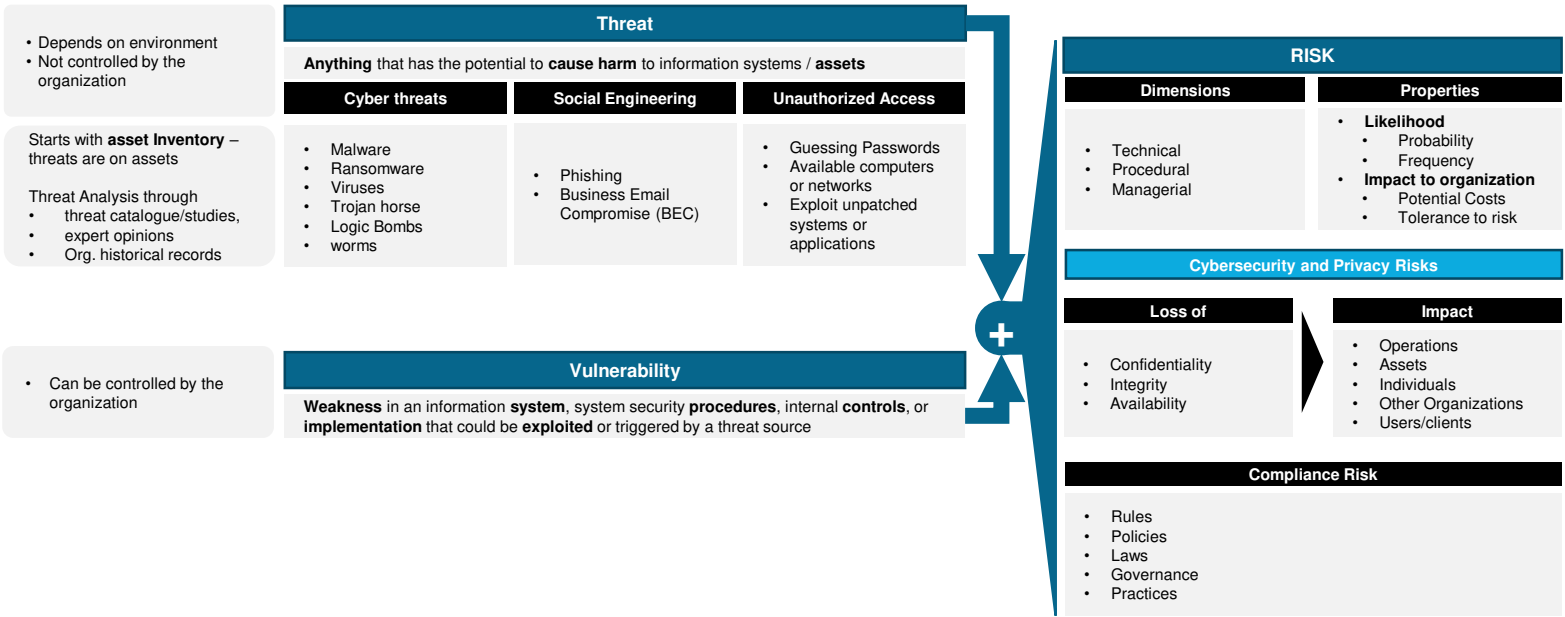 • Depends on environment
• Not controlled by the
organization
Starts with asset Inventory –
threats are on assets
Threat Analysis through
• threat catalogue/studies,
• expert opinions
• Org. historical records
Threat
Anything that has the potential to cause harm to information systems / assets
Cyber threats
• Malware
• Ransomware
• Viruses
• Trojan horse
• Logic Bombs
• worms
Social Engineering
• Phishing
• Business Email
Compromise (BEC)
Unauthorized Access
• Guessing Passwords
• Available computers
or networks
• Exploit unpatched
systems or
applications
• Can be controlled by the
organization
Vulnerability
Weakness in an information system, system security procedures, internal controls, or
implementation that could be exploited or triggered by a threat source
+
RISK
Dimensions
• Technical
• Procedural
• Managerial
Properties
• Likelihood
• Probability
• Frequency
• Impact to organization
• Potential Costs
• Tolerance to risk
Cybersecurity and Privacy Risks
Loss of
• Confidentiality
• Integrity
• Availability
Impact
• Operations
• Assets
• Individuals
• Other Organizations
• Users/clients
Compliance Risk
• Rules
• Policies
• Laws
• Governance
• Practices